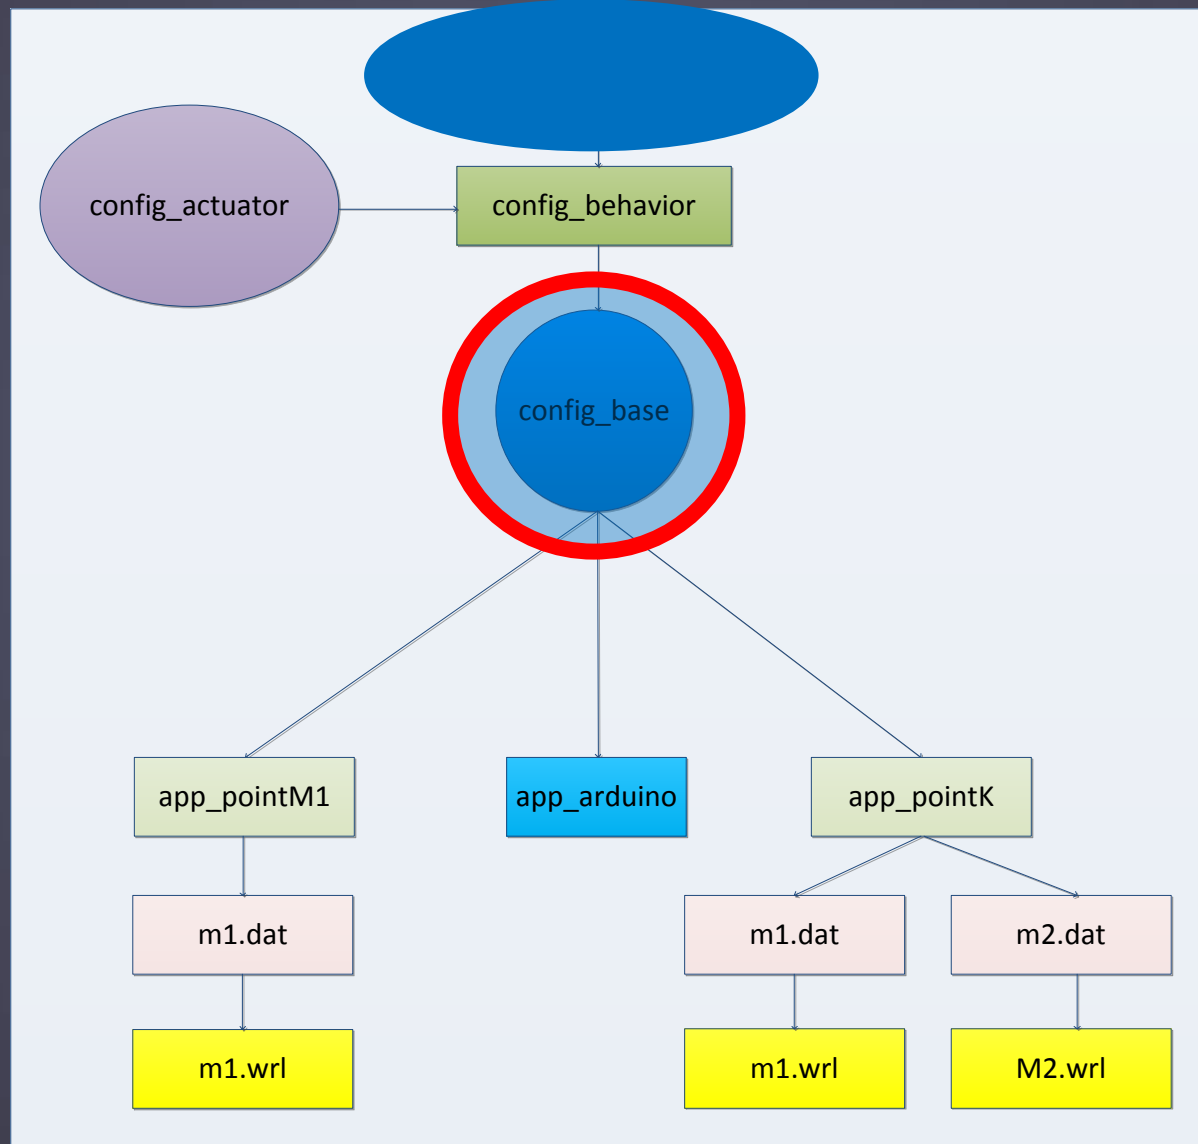 config_actuator
config_behavior
config_base
app_pointM1
app_arduino
app_pointK
m1.dat
m1.dat
m2.dat
m1.wrl
m1.wrl
M2.wrl